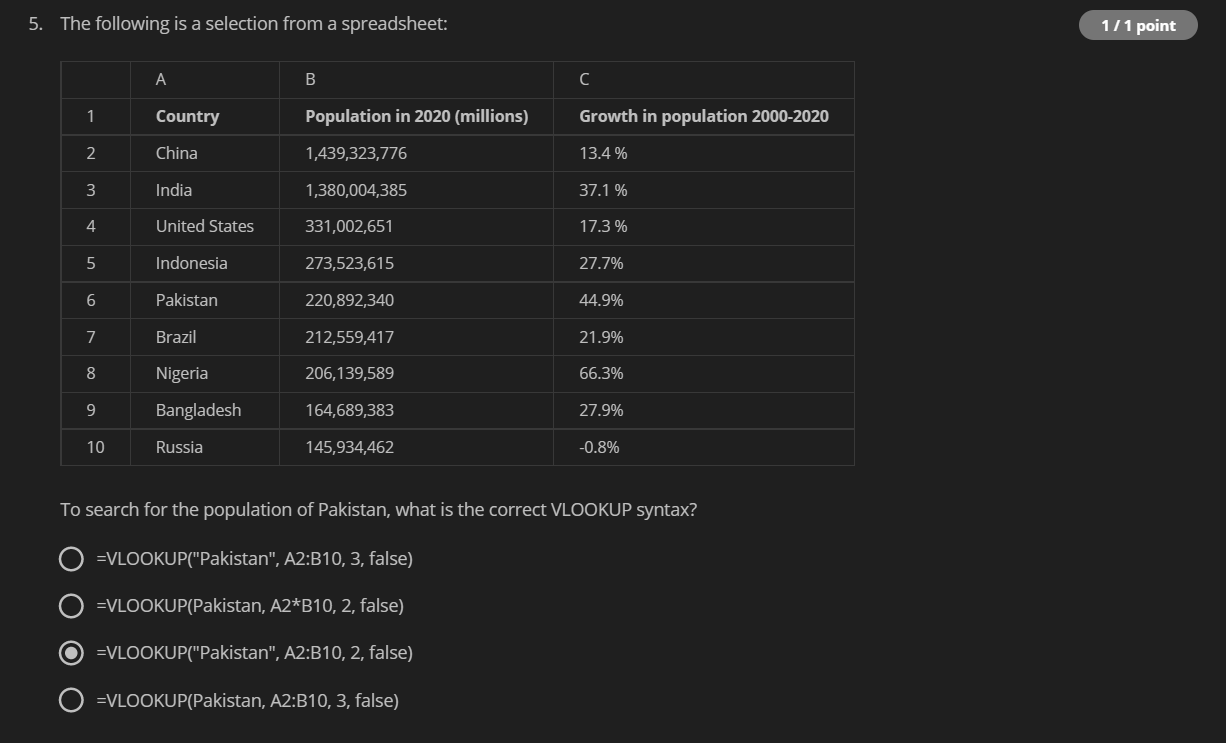 5. The following is a selection from a spreadsheet:
1 / 1 point
A B C
1 Country Population in 2020 (millions) Growth in population 2000-2020
2 China 1,439,323,776 13.4 %
3 India 1,380,004,385 37.1 %
4 United States 331,002,651 17.3 %
5 Indonesia 273,523,615 27.7%
6 Pakistan 220,892,340 44.9%
7 Brazil 212,559,417 21.9%
8 Nigeria 206,139,589 66.3%
9 Bangladesh 164,689,383 27.9%
10 Russia 145,934,462 -0.8%
To search for the population of Pakistan, what is the correct VLOOKUP syntax?
=VLOOKUP("Pakistan", A2:B10, 3, false)
=VLOOKUP(Pakistan, A2*B10, 2, false)
=VLOOKUP("Pakistan", A2:B10, 2, false)
=VLOOKUP(Pakistan, A2:B10, 3, false)